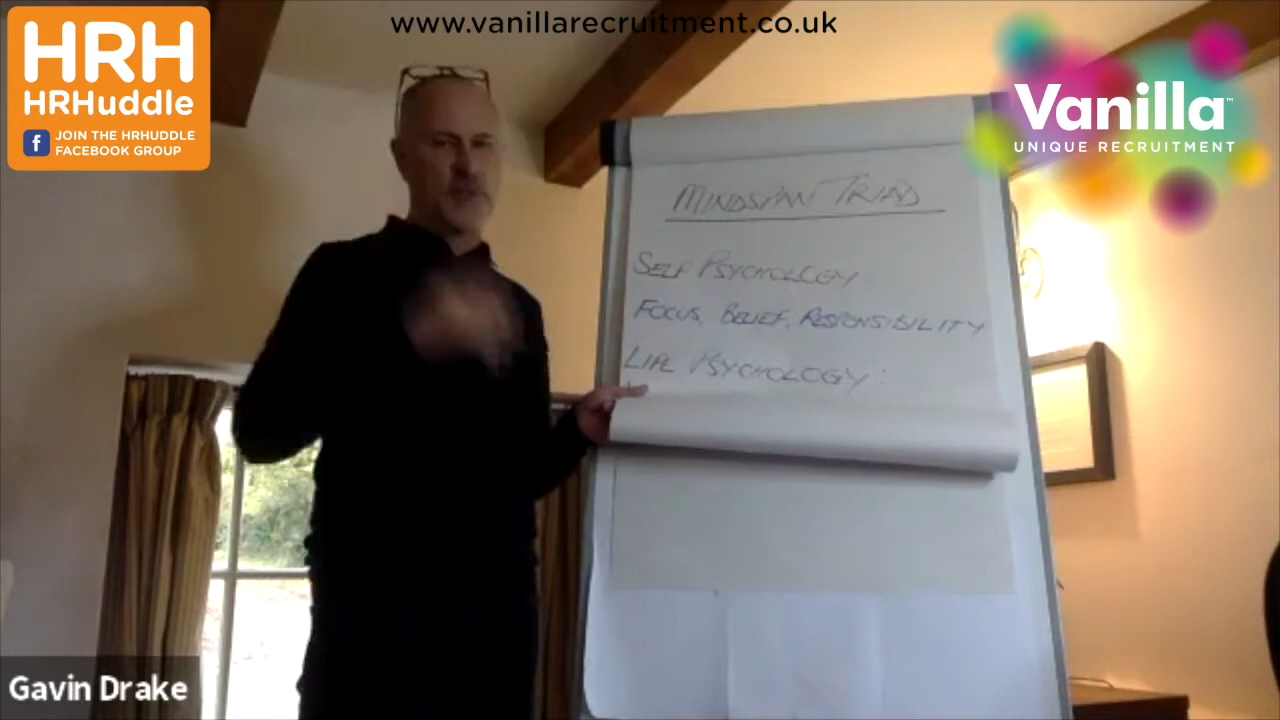 HRH
HRHuddle
f JOIN THE HRHUDDLE
FACEBOOK GROUP
www.vanillarecruitment.co.uk
Vanilla™
UNIQUE RECRUITMENT
MINDSPAN TRIAD
SELF PSYCHOLOGY:
FOCUS, BELIEF, RESPONSIBILITY
LIFE PSYCHOLOGY:
Gavin Drake